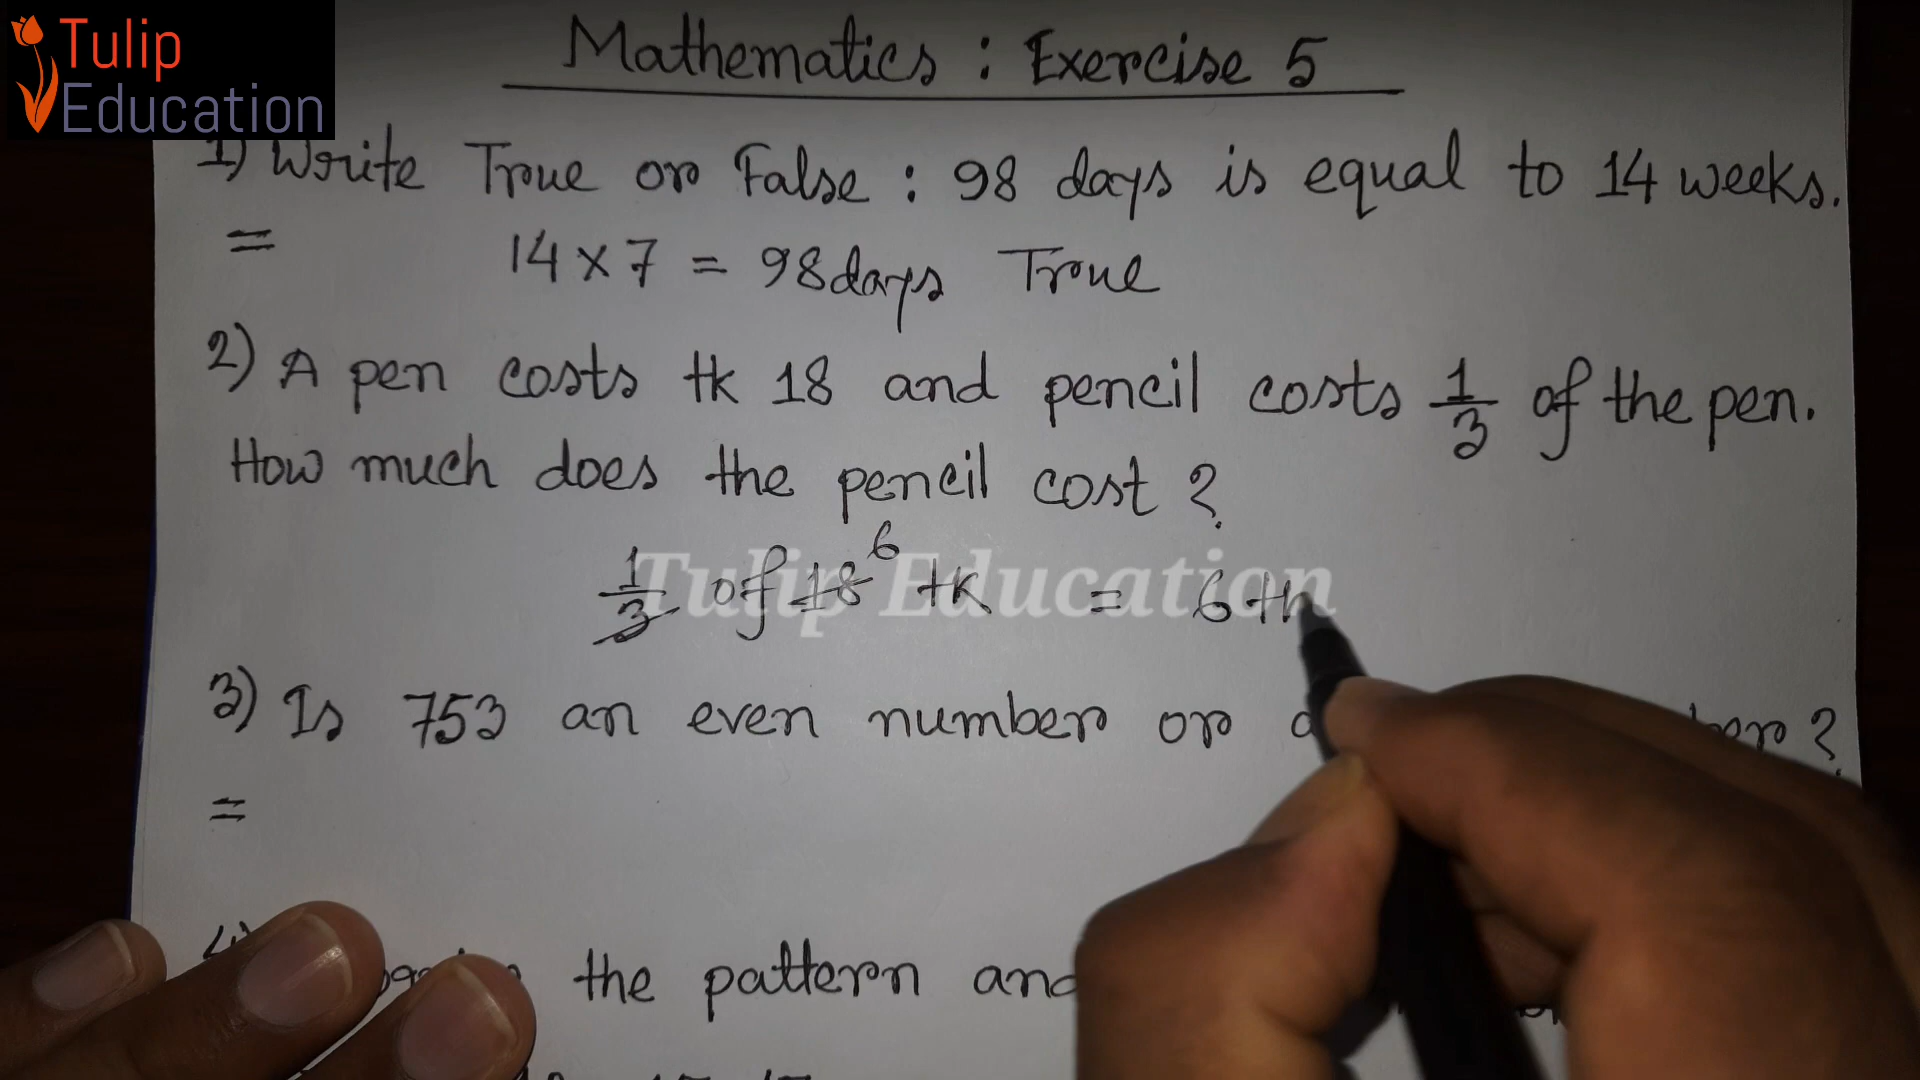 Tulip
Education
Mathematics : Exercise 5
1) Write True or False : 98 days is equal to 14 weeks.
= 14 × 7 = 98 days True
2) A pen costs tk 18 and pencil costs 1/3 of the pen.
How much does the pencil cost ?
1/3 of 18 6 tk = 6 tk
Tulip Education
3) Is 753 an even number or ?
=
4) the pattern and